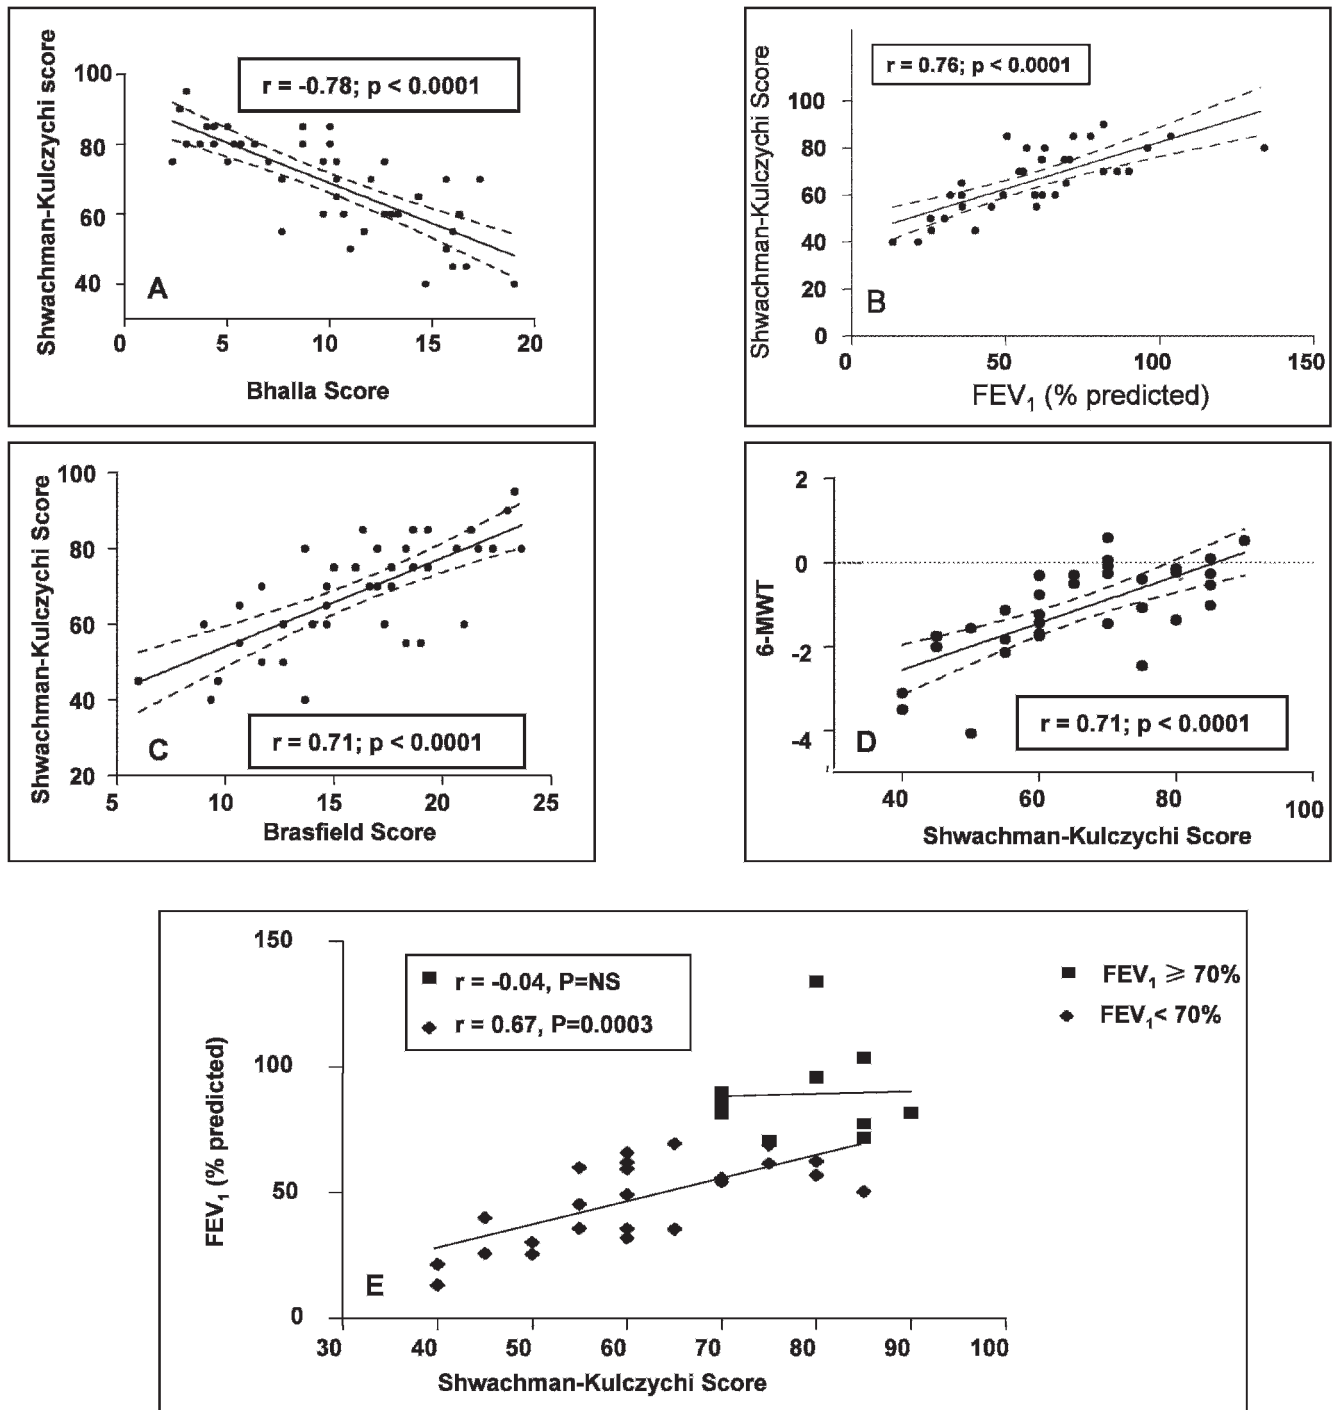 Shwachman-Kulczychi score
100
80
60
40
r = -0.78; p < 0.0001
A
0 5 10 15 20
Bhalla Score
Shwachman-Kulczychi Score
100
80
60
40
20
0
r = 0.76; p < 0.0001
B
0 50 100 150
FEV1 (% predicted)
Shwachman-Kulczychi Score
100
80
60
40
20
C
r = 0.71; p < 0.0001
5 10 15 20 25
Brasfield Score
6-MWT
2
0
-2
-4
D
r = 0.71; p < 0.0001
40 60 80 100
Shwachman-Kulczychi Score
FEV1 (% predicted)
150
100
50
0
r = -0.04, P=NS
r = 0.67, P=0.0003
FEV1 ⩾ 70%
FEV1< 70%
E
30 40 50 60 70 80 90 100
Shwachman-Kulczychi Score